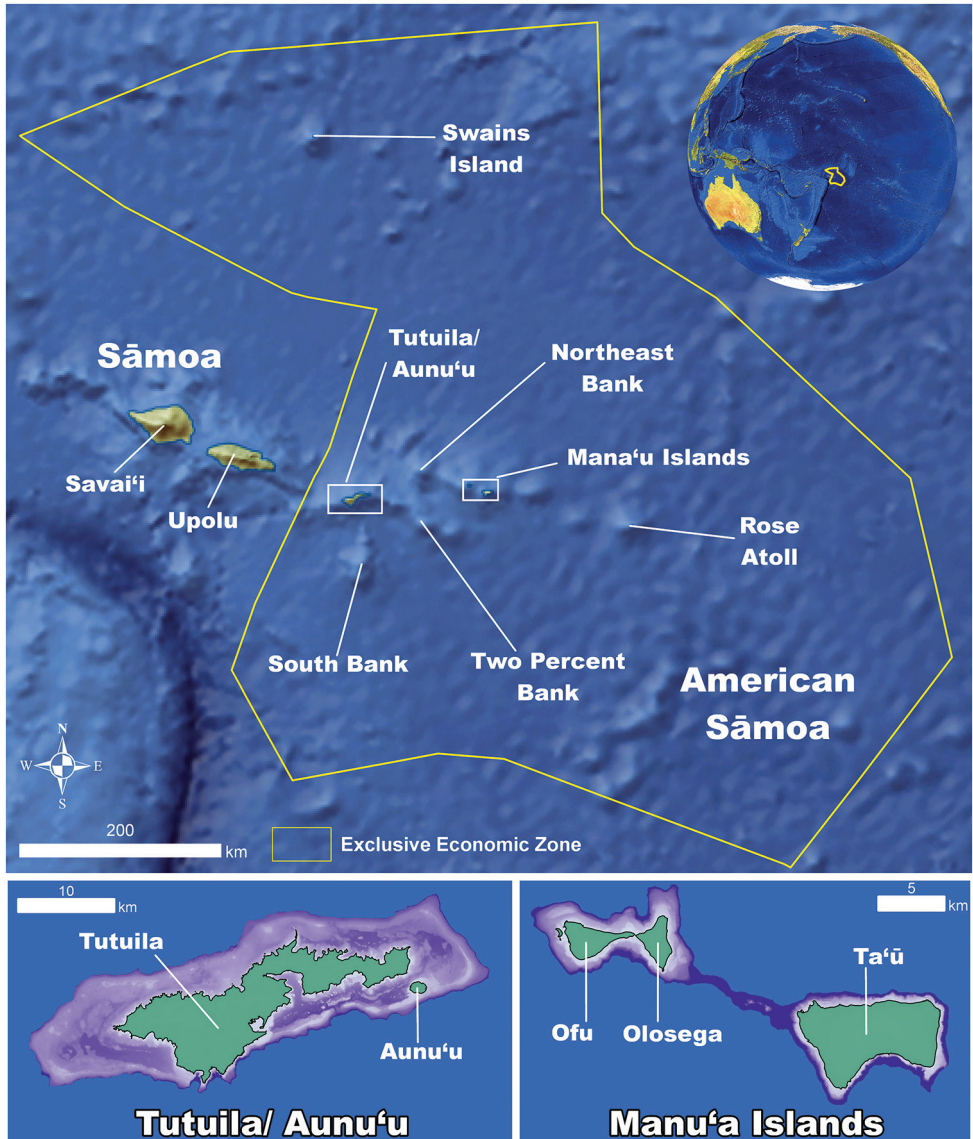 Swains
Island
Sāmoa
Tutuila/
Aunu‘u
Northeast
Bank
Mana‘u Islands
Savai‘i
Upolu
Rose
Atoll
South Bank
Two Percent
Bank
American
Sāmoa
N
W E
S
200
km
Exclusive Economic Zone
10
km
Tutuila
Aunu‘u
Tutuila/ Aunu‘u
5
km
Ta‘ū
Ofu
Olosega
Manu‘a Islands